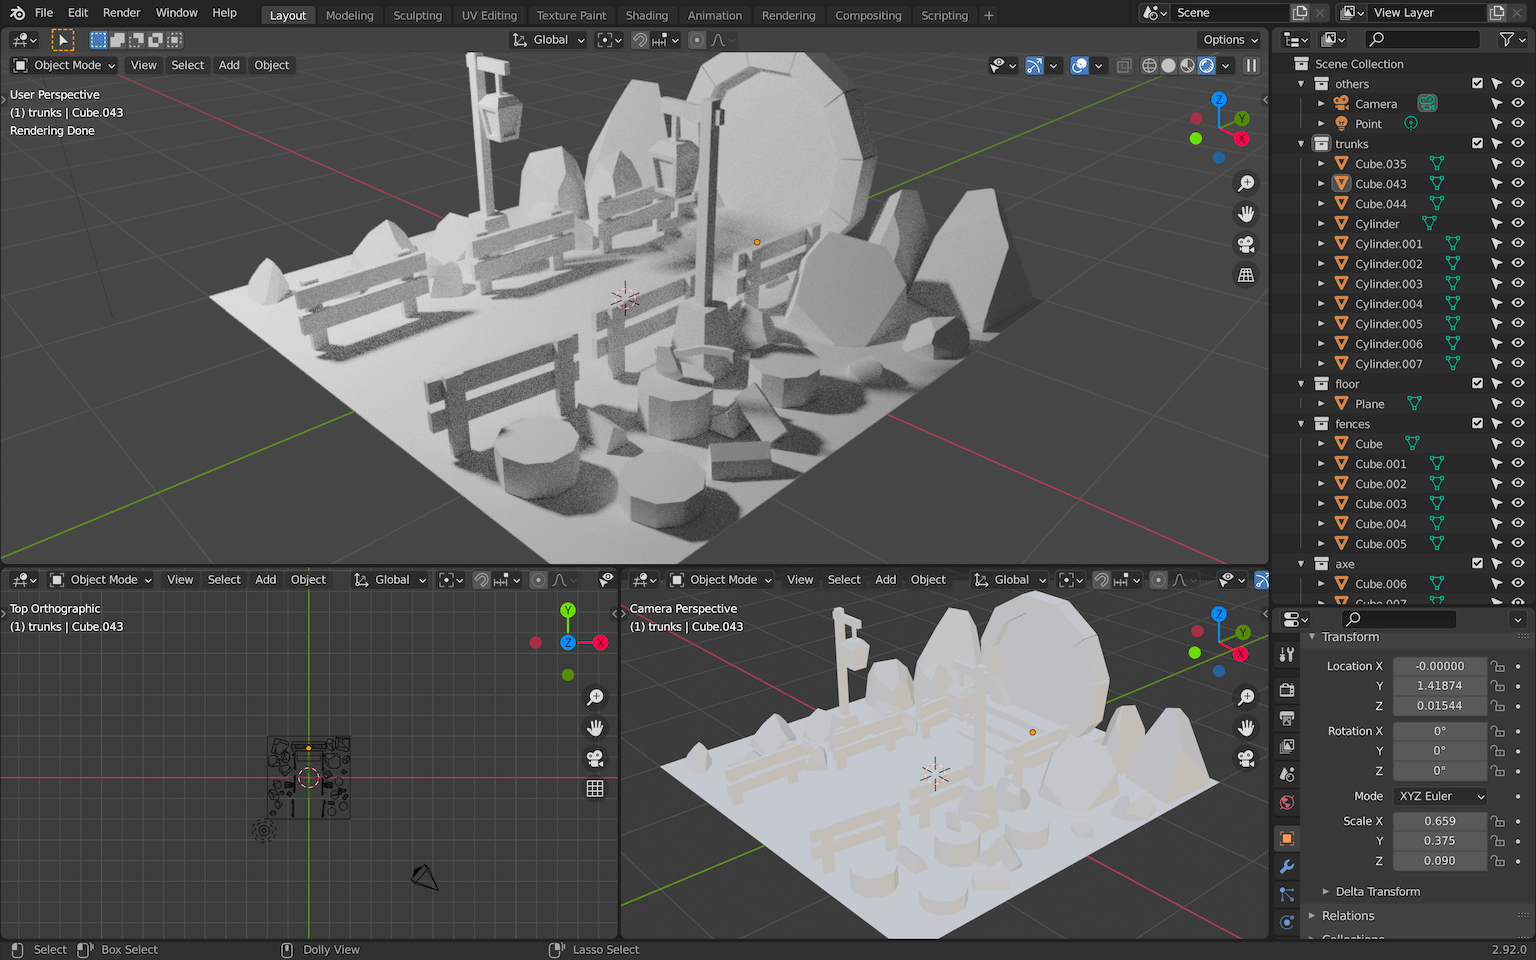 File Edit Render Window Help Layout Modeling Sculpting UV Editing Texture Paint Shading Animation Rendering Compositing Scripting + Scene View Layer
Global Options
Object Mode View Select Add Object
User Perspective
(1) trunks | Cube.043
Rendering Done
Z
Y
X
Scene Collection
others
Camera
Point
trunks
Cube.035
Cube.043
Cube.044
Cylinder
Cylinder.001
Cylinder.002
Cylinder.003
Cylinder.004
Cylinder.005
Cylinder.006
Cylinder.007
floor
Plane
fences
Cube
Cube.001
Cube.002
Cube.003
Cube.004
Cube.005
axe
Cube.006
Object Mode View Select Add Object Global
Top Orthographic
(1) trunks | Cube.043
Y
Z X
Object Mode View Select Add Object Global
Camera Perspective
(1) trunks | Cube.043
Z
Y
X
Transform
Location X -0.00000
Y 1.41874
Z 0.01544
Rotation X 0°
Y 0°
Z 0°
Mode XYZ Euler
Scale X 0.659
Y 0.375
Z 0.090
Delta Transform
Relations
Select Box Select Dolly View Lasso Select 2.92.0